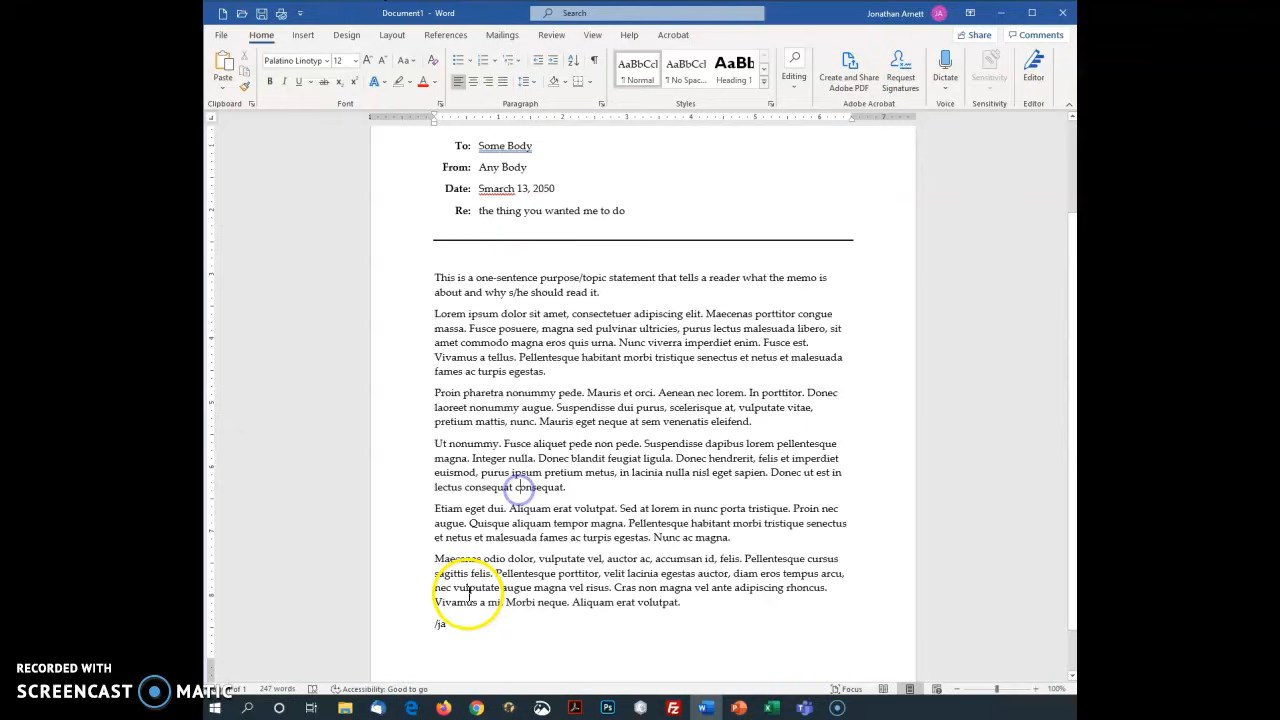 Document1 - Word
Search
Jonathan Arnett JA
File Home Insert Design Layout References Mailings Review View Help Acrobat Share Comments
Palatino Linotyp 12
AaBbCcI AaBbCcI AaBb(
Paste Normal No Spac... Heading 1 Editing Create and Share Adobe PDF Request Signatures Dictate Sensitivity Editor
Clipboard Font Paragraph Styles Adobe Acrobat Voice Sensitivity Editor
To: Some Body
From: Any Body
Date: Smarch 13, 2050
Re: the thing you wanted me to do
This is a one-sentence purpose/topic statement that tells a reader what the memo is
about and why s/he should read it.
Lorem ipsum dolor sit amet, consectetuer adipiscing elit. Maecenas porttitor congue
massa. Fusce posuere, magna sed pulvinar ultricies, purus lectus malesuada libero, sit
amet commodo magna eros quis urna. Nunc viverra imperdiet enim. Fusce est.
Vivamus a tellus. Pellentesque habitant morbi tristique senectus et netus et malesuada
fames ac turpis egestas.
Proin pharetra nonummy pede. Mauris et orci. Aenean nec lorem. In porttitor. Donec
laoreet nonummy augue. Suspendisse dui purus, scelerisque at, vulputate vitae,
pretium mattis, nunc. Mauris eget neque at sem venenatis eleifend.
Ut nonummy. Fusce aliquet pede non pede. Suspendisse dapibus lorem pellentesque
magna. Integer nulla. Donec blandit feugiat ligula. Donec hendrerit, felis et imperdiet
euismod, purus ipsum pretium metus, in lacinia nulla nisl eget sapien. Donec ut est in
lectus consequat consequat.
Etiam eget dui. Aliquam erat volutpat. Sed at lorem in nunc porta tristique. Proin nec
augue. Quisque aliquam tempor magna. Pellentesque habitant morbi tristique senectus
et netus et malesuada fames ac turpis egestas. Nunc ac magna.
Maecenas odio dolor, vulputate vel, auctor ac, accumsan id, felis. Pellentesque cursus
sagittis felis. Pellentesque porttitor, velit lacinia egestas auctor, diam eros tempus arcu,
nec vulputate augue magna vel risus. Cras non magna vel ante adipiscing rhoncus.
Vivamus a mi. Morbi neque. Aliquam erat volutpat.
/ja
RECORDED WITH
SCREENCAST MATIC
of 1 247 words Accessibility: Good to go Focus 100%